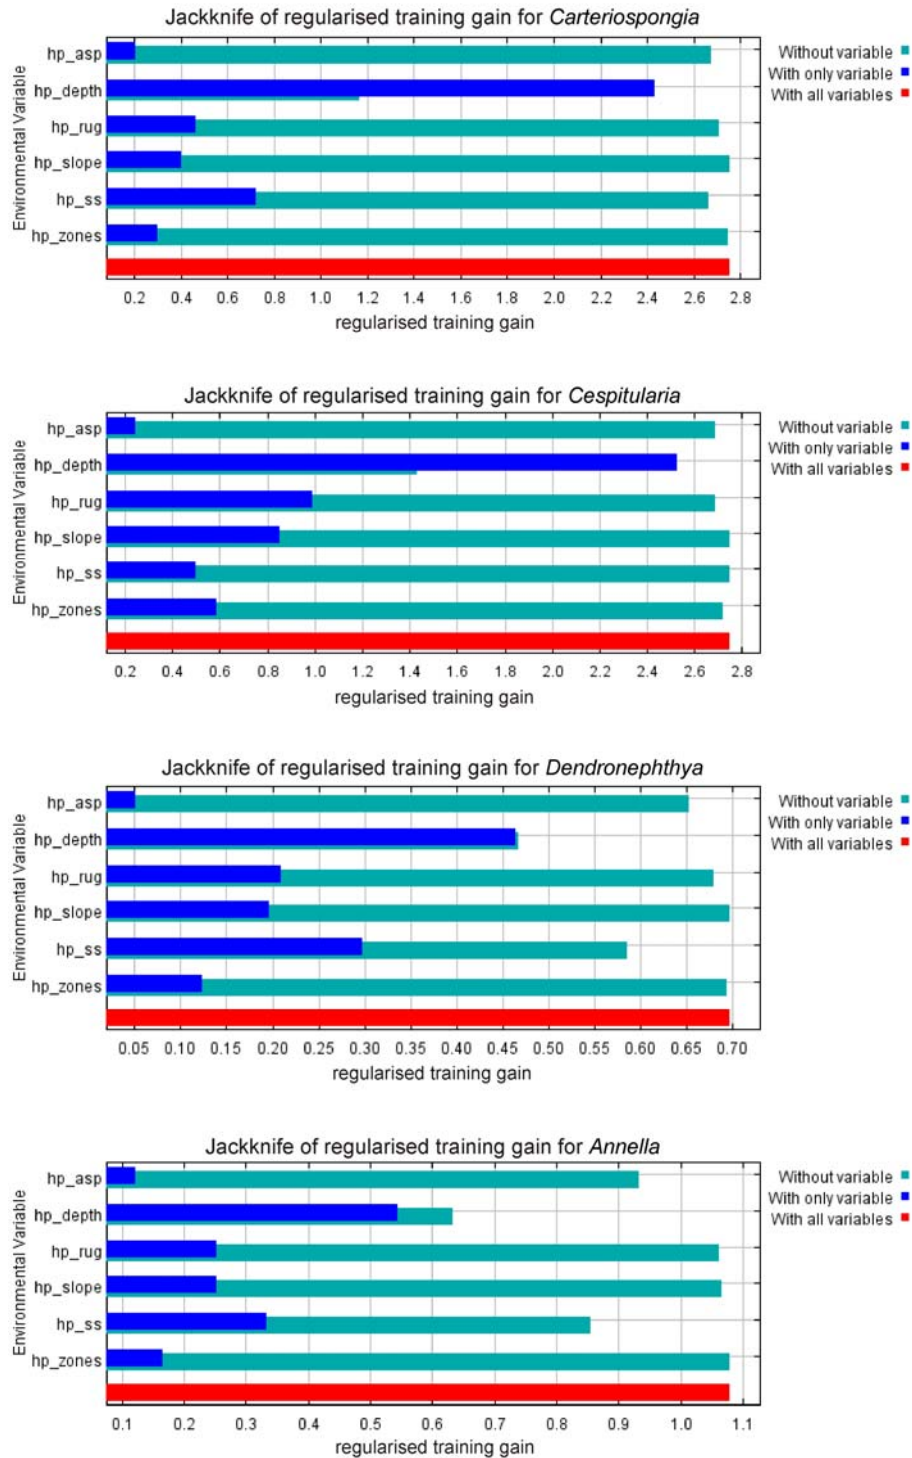 Jackknife of regularised training gain for Carteriospongia
Environmental Variable
hp_asp
hp_depth
hp_rug
hp_slope
hp_ss
hp_zones
Without variable
With only variable
With all variables
0.2 0.4 0.6 0.8 1.0 1.2 1.4 1.6 1.8 2.0 2.2 2.4 2.6 2.8
regularised training gain
Jackknife of regularised training gain for Cespitularia
Environmental Variable
hp_asp
hp_depth
hp_rug
hp_slope
hp_ss
hp_zones
Without variable
With only variable
With all variables
0.2 0.4 0.6 0.8 1.0 1.2 1.4 1.6 1.8 2.0 2.2 2.4 2.6 2.8
regularised training gain
Jackknife of regularised training gain for Dendronephthya
Environmental Variable
hp_asp
hp_depth
hp_rug
hp_slope
hp_ss
hp_zones
Without variable
With only variable
With all variables
0.05 0.10 0.15 0.20 0.25 0.30 0.35 0.40 0.45 0.50 0.55 0.60 0.65 0.70
regularised training gain
Jackknife of regularised training gain for Annella
Environmental Variable
hp_asp
hp_depth
hp_rug
hp_slope
hp_ss
hp_zones
Without variable
With only variable
With all variables
0.1 0.2 0.3 0.4 0.5 0.6 0.7 0.8 0.9 1.0 1.1
regularised training gain